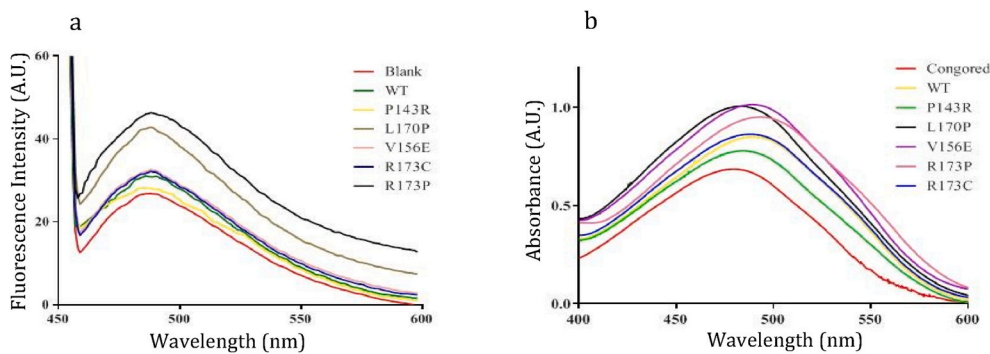 a
Fluorescence Intensity (A.U.)
60
40
20
0
450
500
550
600
Wavelength (nm)
Blank
WT
P143R
L170P
V156E
R173C
R173P
b
Absorbance (A.U.)
1.0
0.5
0.0
400
450
500
550
600
Wavelength (nm)
Congored
WT
P143R
L170P
V156E
R173P
R173C